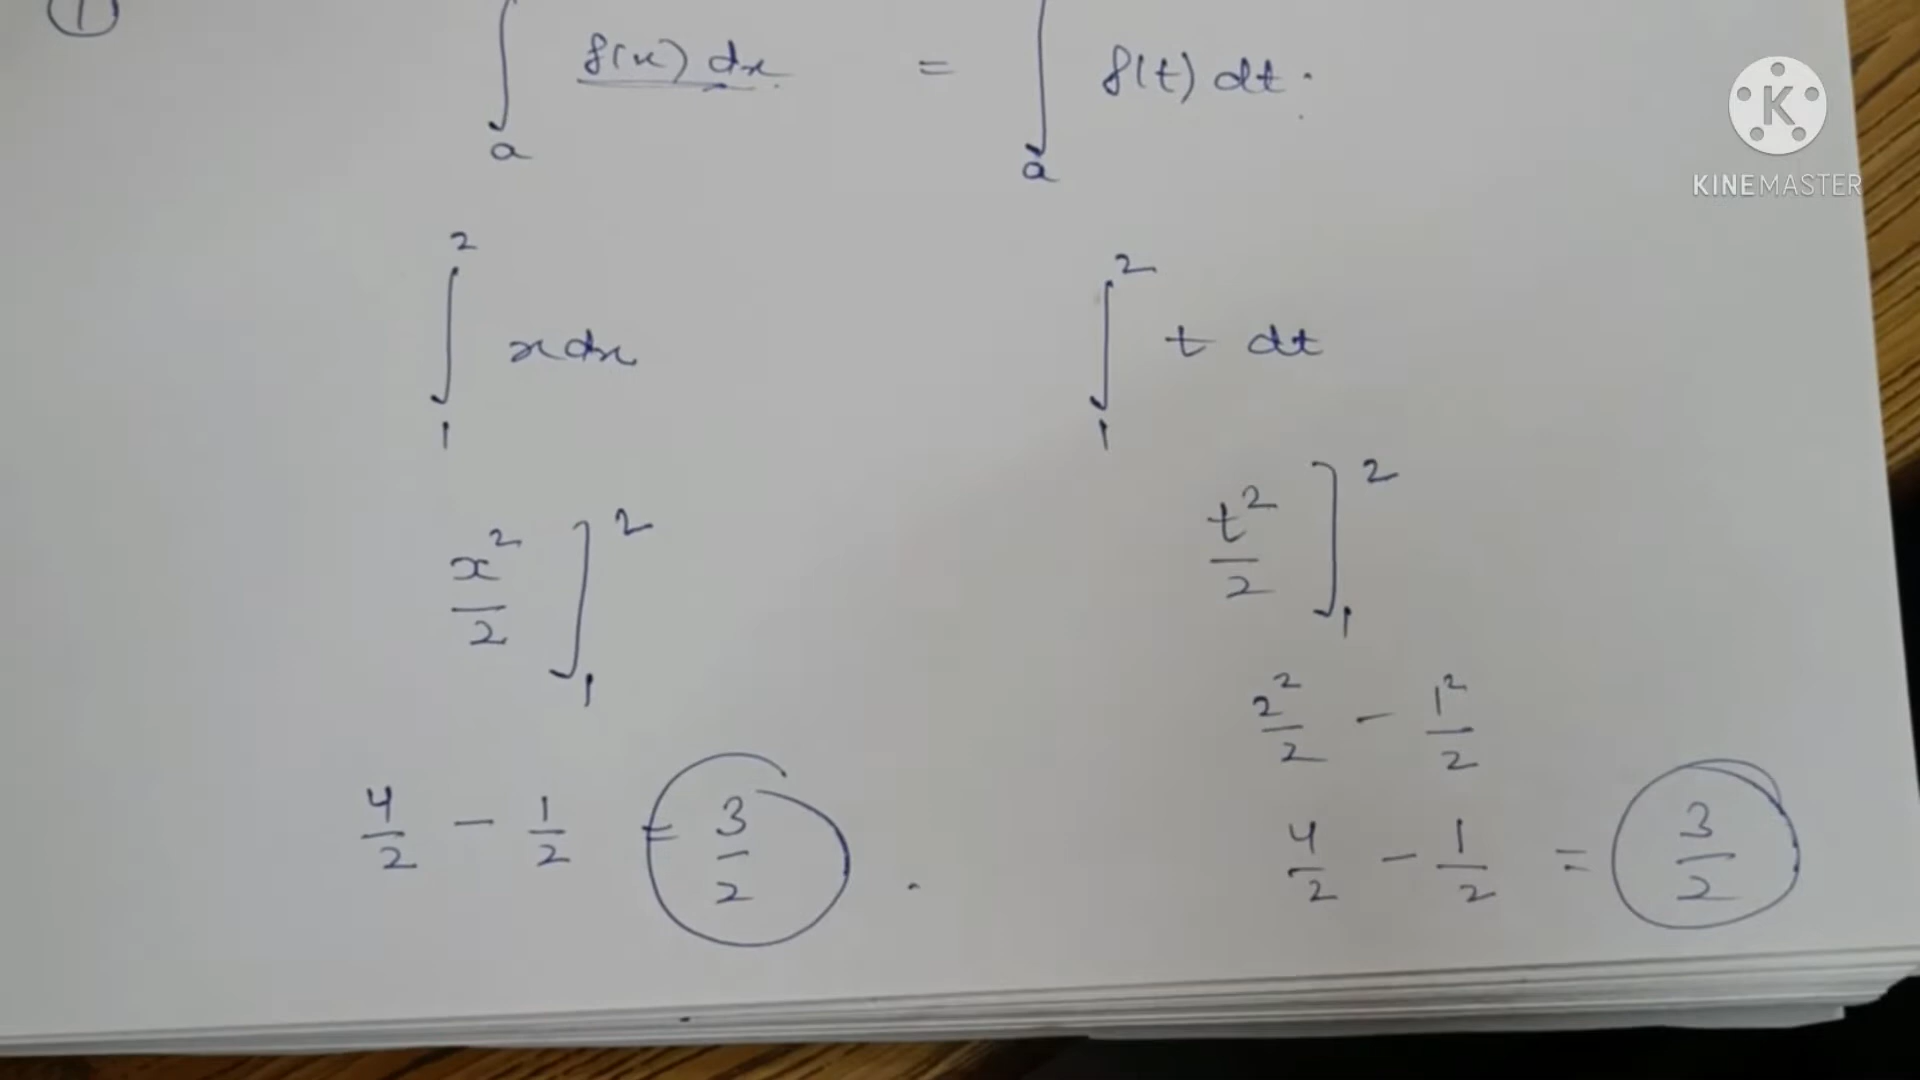 ①
∫ₐ f(x) dx = ∫ₐ f(t) dt.
KINEMASTER
∫₁² x dx
∫₁² t dt
x²/2 ]₁²
t²/2 ]₁²
2²/2 - 1²/2
4/2 - 1/2 = 3/2
4/2 - 1/2 = 3/2